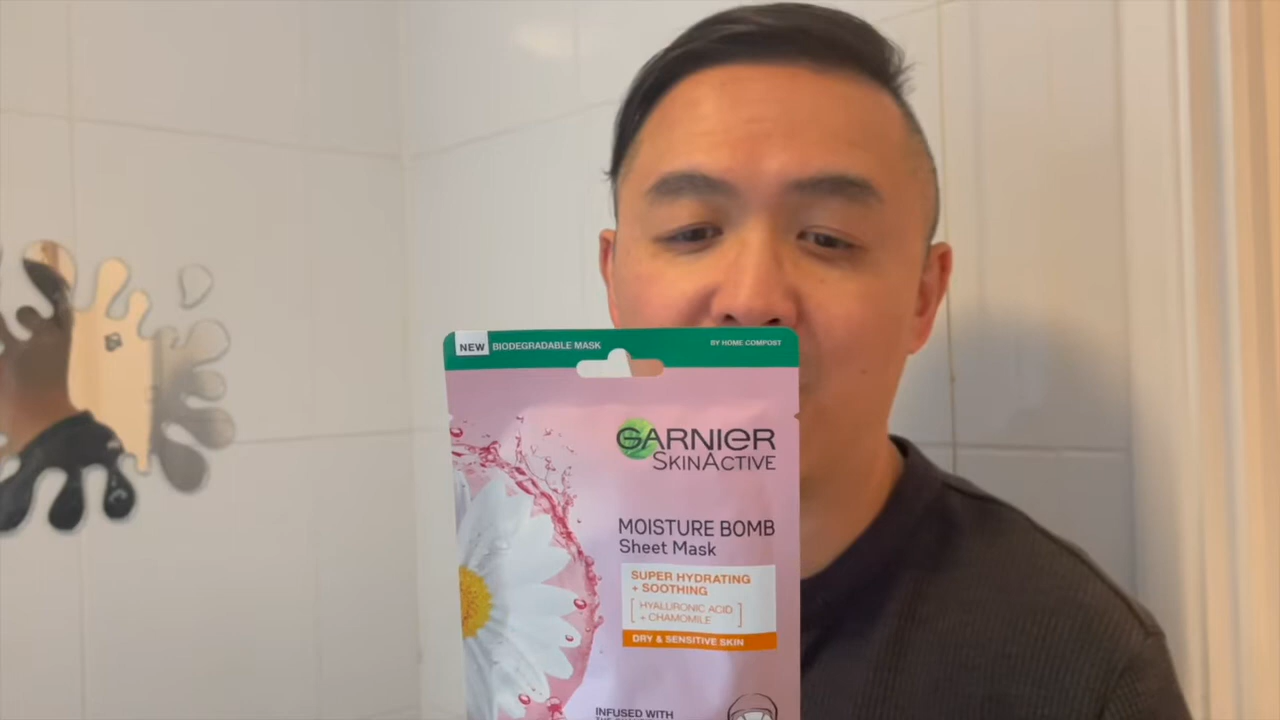 NEW BIODEGRADABLE MASK BY HOME COMPOST
GARNIER
SKINACTIVE
MOISTURE BOMB
Sheet Mask
SUPER HYDRATING
+ SOOTHING
[ HYALURONIC ACID
+ CHAMOMILE ]
DRY & SENSITIVE SKIN
INFUSED WITH